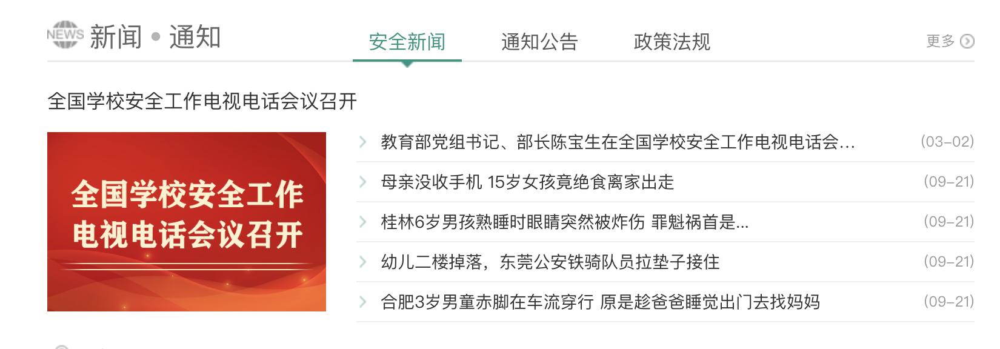 NEWS 新闻•通知
安全新闻 通知公告 政策法规 更多
全国学校安全工作电视电话会议召开
全国学校安全工作
电视电话会议召开
教育部党组书记、部长陈宝生在全国学校安全工作电视电话会... (03-02)
母亲没收手机 15岁女孩竟绝食离家出走 (09-21)
桂林6岁男孩熟睡时眼睛突然被炸伤 罪魁祸首是... (09-21)
幼儿二楼掉落，东莞公安铁骑队员拉垫子接住 (09-21)
合肥3岁男童赤脚在车流穿行 原是趁爸爸睡觉出门去找妈妈 (09-21)